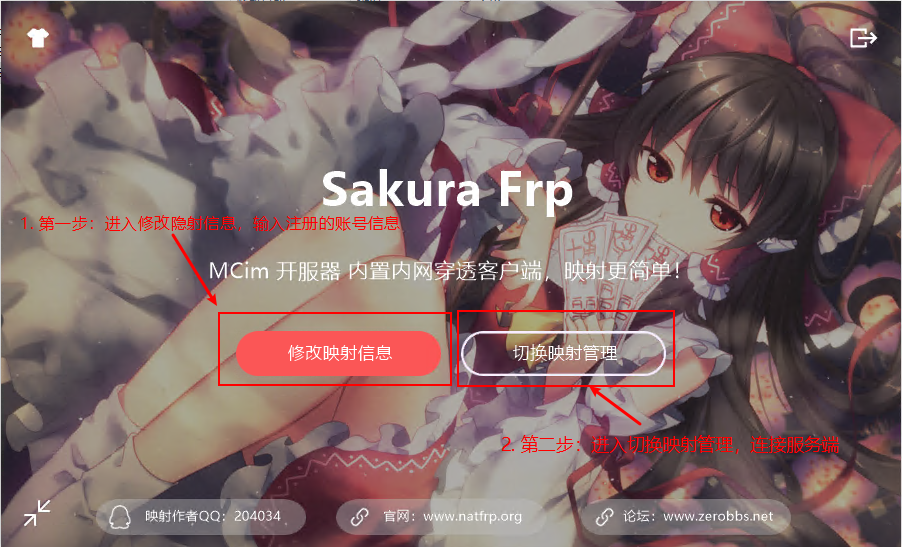 Sakura Frp
1. 第一步：进入修改隐射信息，输入注册的账号信息
MCim 开服器 内置内网穿透客户端，映射更简单！
修改映射信息
切换映射管理
2. 第二步：进入切换映射管理，连接服务端
映射作者QQ：204034
官网：www.natfrp.org
论坛：www.zerobbs.net